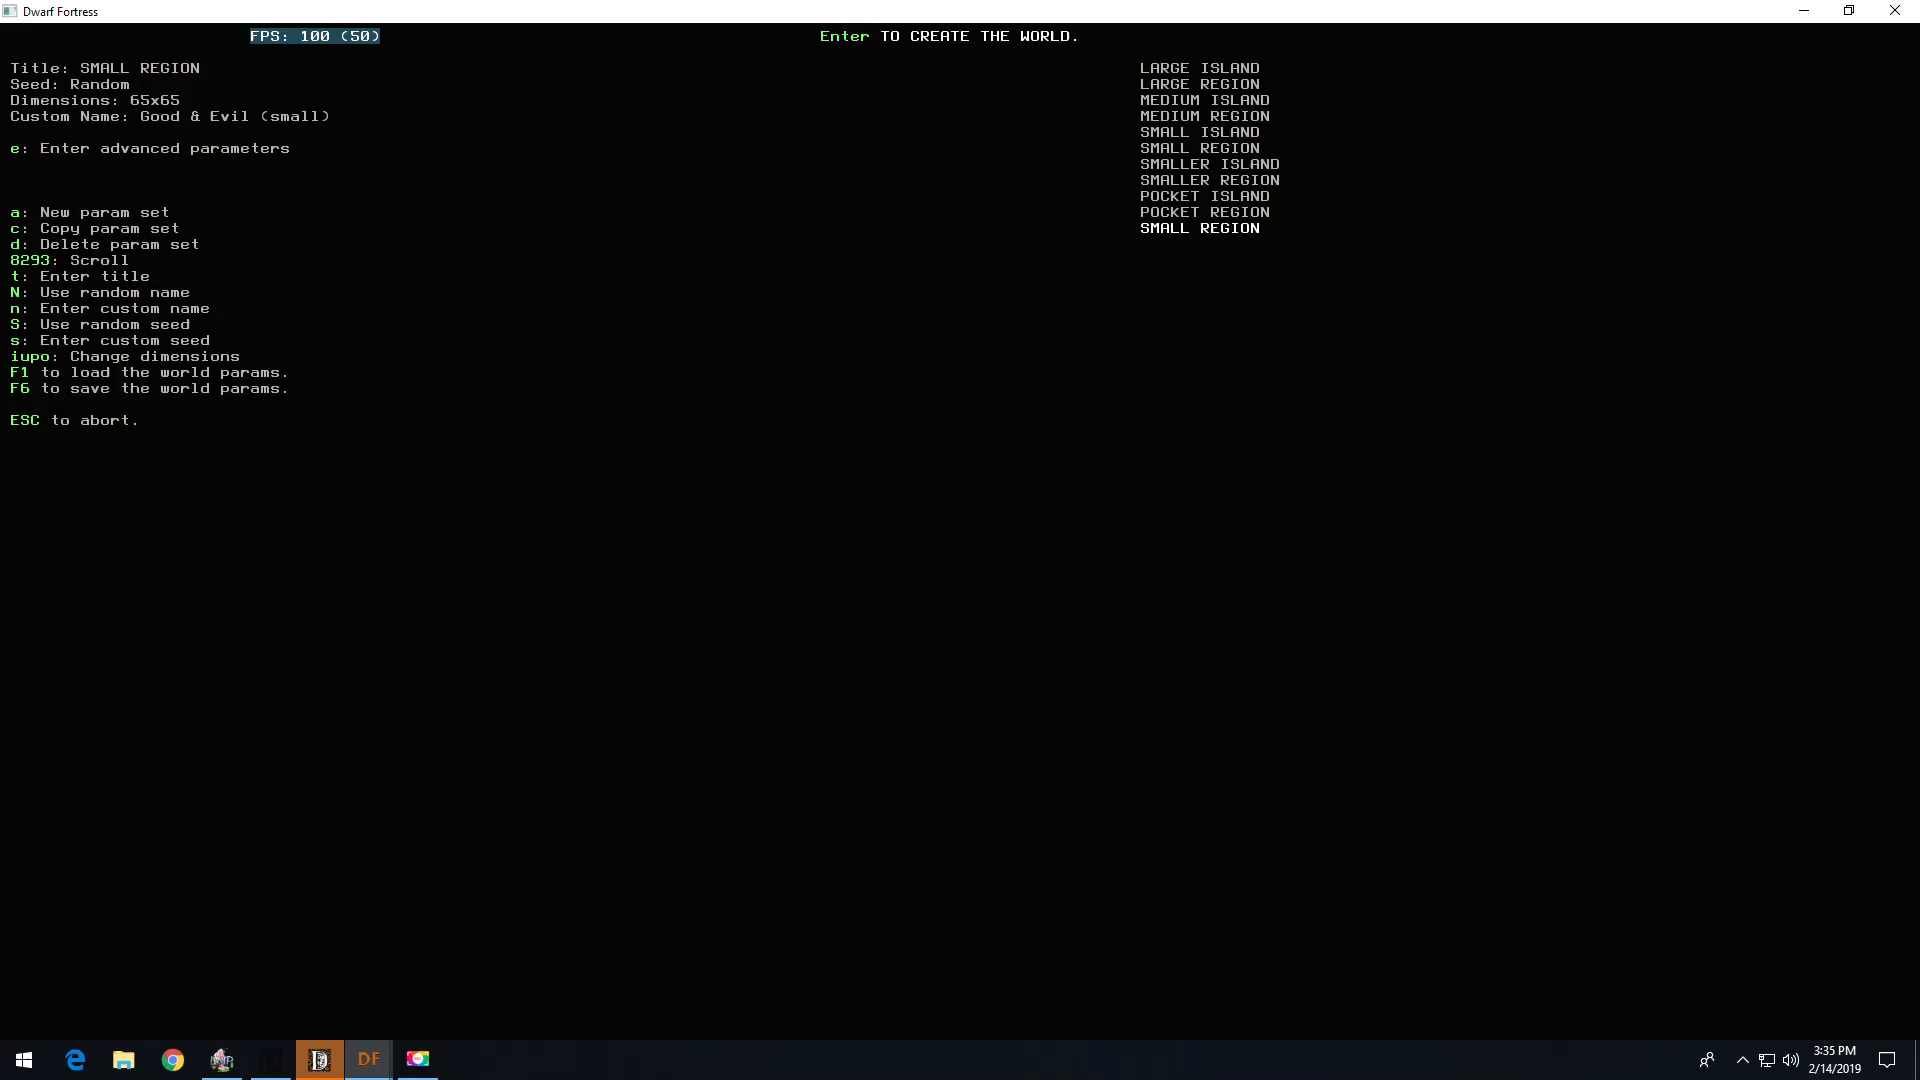 Dwarf Fortress
FPS: 100 (50)
Enter TO CREATE THE WORLD.
Title: SMALL REGION
Seed: Random
Dimensions: 65x65
Custom Name: Good & Evil (small)
e: Enter advanced parameters
a: New param set
c: Copy param set
d: Delete param set
8293: Scroll
t: Enter title
N: Use random name
n: Enter custom name
S: Use random seed
s: Enter custom seed
iupo: Change dimensions
F1 to load the world params.
F6 to save the world params.
ESC to abort.
LARGE ISLAND
LARGE REGION
MEDIUM ISLAND
MEDIUM REGION
SMALL ISLAND
SMALL REGION
SMALLER ISLAND
SMALLER REGION
POCKET ISLAND
POCKET REGION
SMALL REGION
D
DF
3:35 PM
2/14/2019